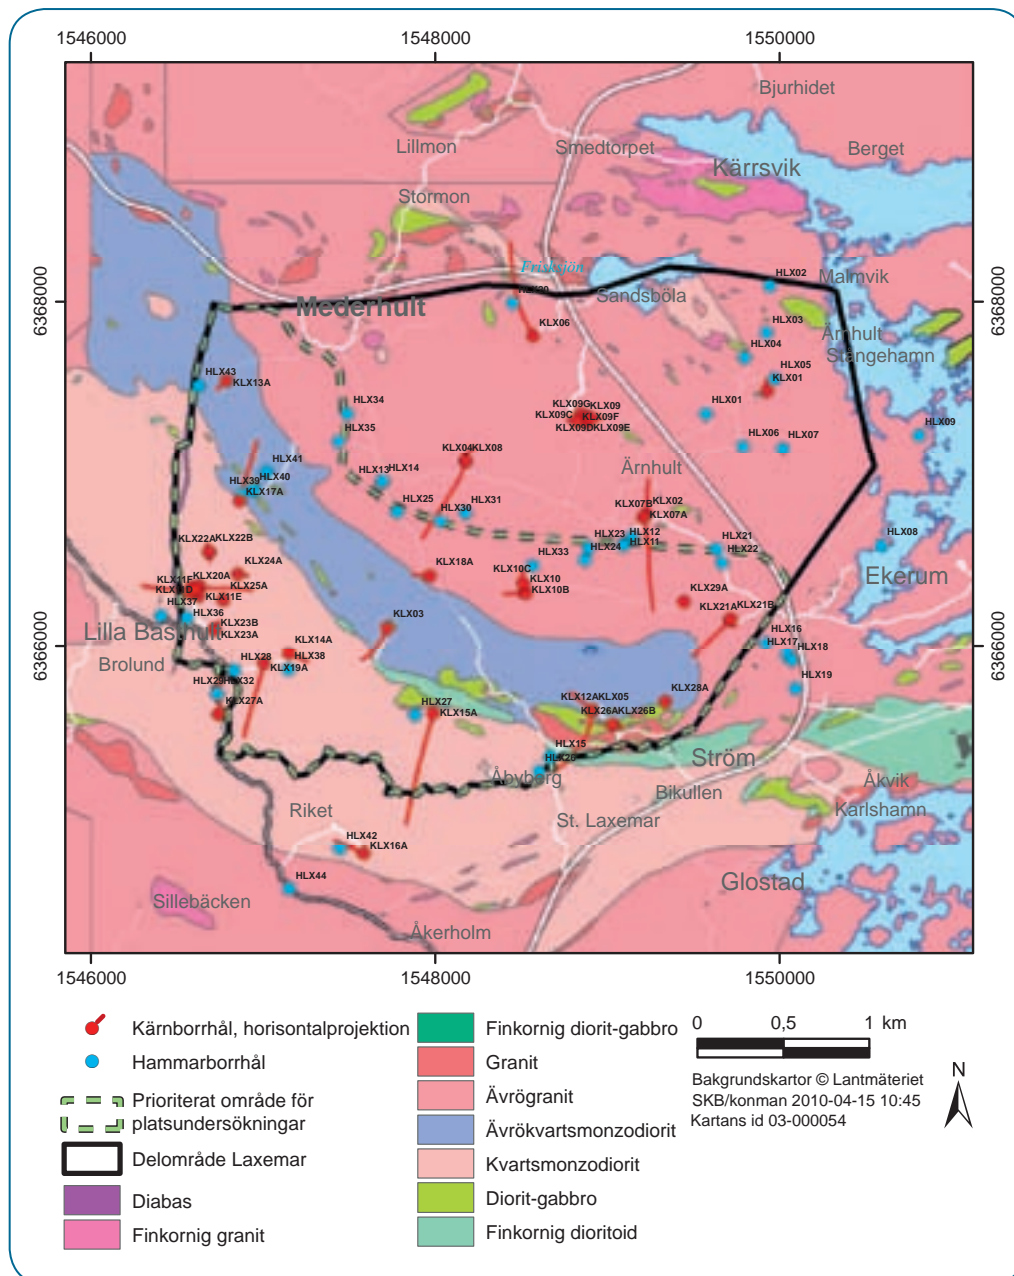 1546000 1548000 1550000
Bjurhidet
Lillmon Smedtorpet Berget
Kärrsvik
Stormon
Frisksjön
HLX02 Malmvik
Sandsböla
6368000 6368000
Mederhult
HLX20
KLX06
HLX03 Ärnhult
HLX04 Stångehamn
HLX05
KLX01
HLX43
KLX13A
HLX34
KLX09G KLX09
KLX09C KLX09F
KLX09D KLX09E
HLX01
HLX35
HLX06 HLX07
HLX09
KLX04 KLX08
HLX41
Ärnhult
HLX13 HLX14
HLX39 HLX40
KLX17A
HLX25 HLX31
HLX30
KLX07B KLX02
KLX07A
HLX23 HLX12
HLX24 HLX11
HLX21
HLX22
HLX08
KLX22A KLX22B
HLX33
Ekerum
KLX24A
KLX11F KLX20A
KLX11D KLX25A
KLX18A
KLX10C
KLX10
KLX10B
KLX29A
HLX37 KLX11E
HLX36
KLX21A KLX21B
KLX03
KLX23B
KLX23A
HLX16
HLX17
6366000 6366000
Lilla Basthult
KLX14A
HLX38
HLX18
Brolund
HLX28
KLX19A
HLX29 HLX32
HLX19
KLX27A
HLX27
KLX15A
KLX12A KLX05
KLX28A
KLX26A KLX26B
HLX15
HLX26
Ström
Åbyberg
Bikullen
Åkvik
Karlshamn
Riket
St. Laxemar
HLX42
KLX16A
Glostad
HLX44
Sillebäcken
Åkerholm
1546000 1548000 1550000
Kärnborrhål, horisontalprojektion
Hammarborrhål
Prioriterat område för
platsundersökningar
Delområde Laxemar
Diabas
Finkornig granit
Finkornig diorit-gabbro
Granit
Ävrögranit
Ävrökvartsmonzodiorit
Kvartsmonzodiorit
Diorit-gabbro
Finkornig dioritoid
0 0,5 1 km
Bakgrundskartor © Lantmäteriet
SKB/konman 2010-04-15 10:45
Kartans id 03-000054
N